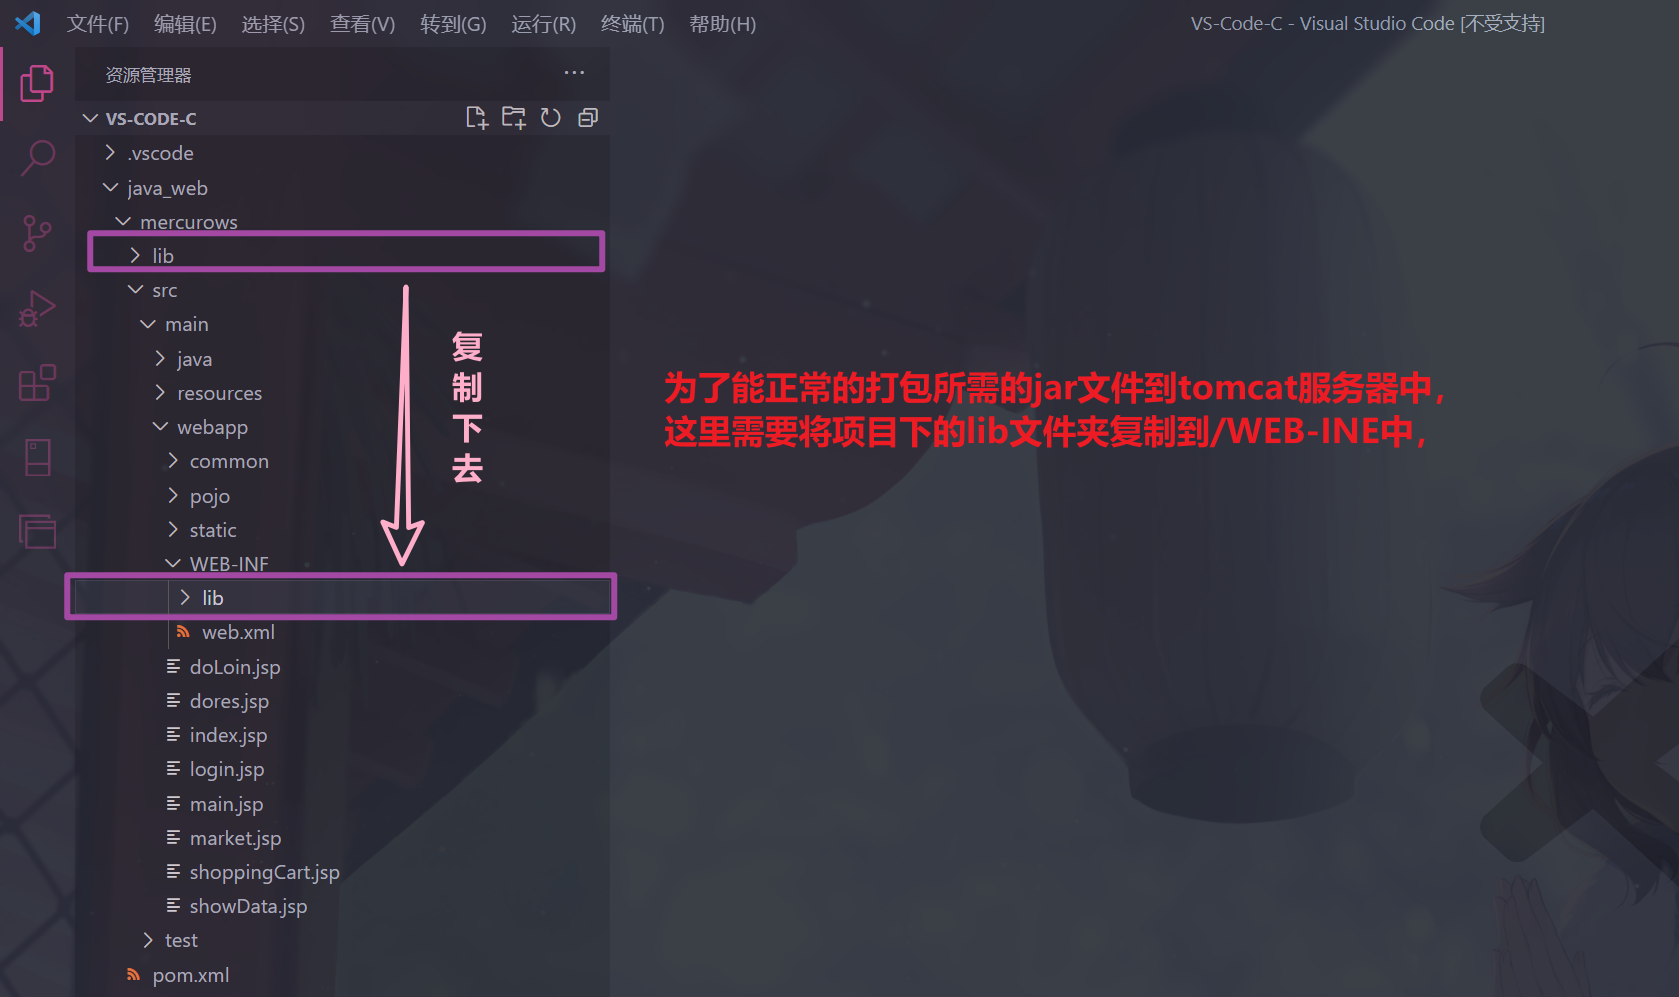 文件(F) 编辑(E) 选择(S) 查看(V) 转到(G) 运行(R) 终端(T) 帮助(H) VS-Code-C - Visual Studio Code [不受支持]
资源管理器
VS-CODE-C
.vscode
java_web
mercurows
lib
src
main
java
resources
webapp
common
pojo
static
WEB-INF
lib
web.xml
doLoin.jsp
dores.jsp
index.jsp
login.jsp
main.jsp
market.jsp
shoppingCart.jsp
showData.jsp
test
pom.xml
复
制
下
去
为了能正常的打包所需的jar文件到tomcat服务器中，
这里需要将项目下的lib文件夹复制到/WEB-INE中，